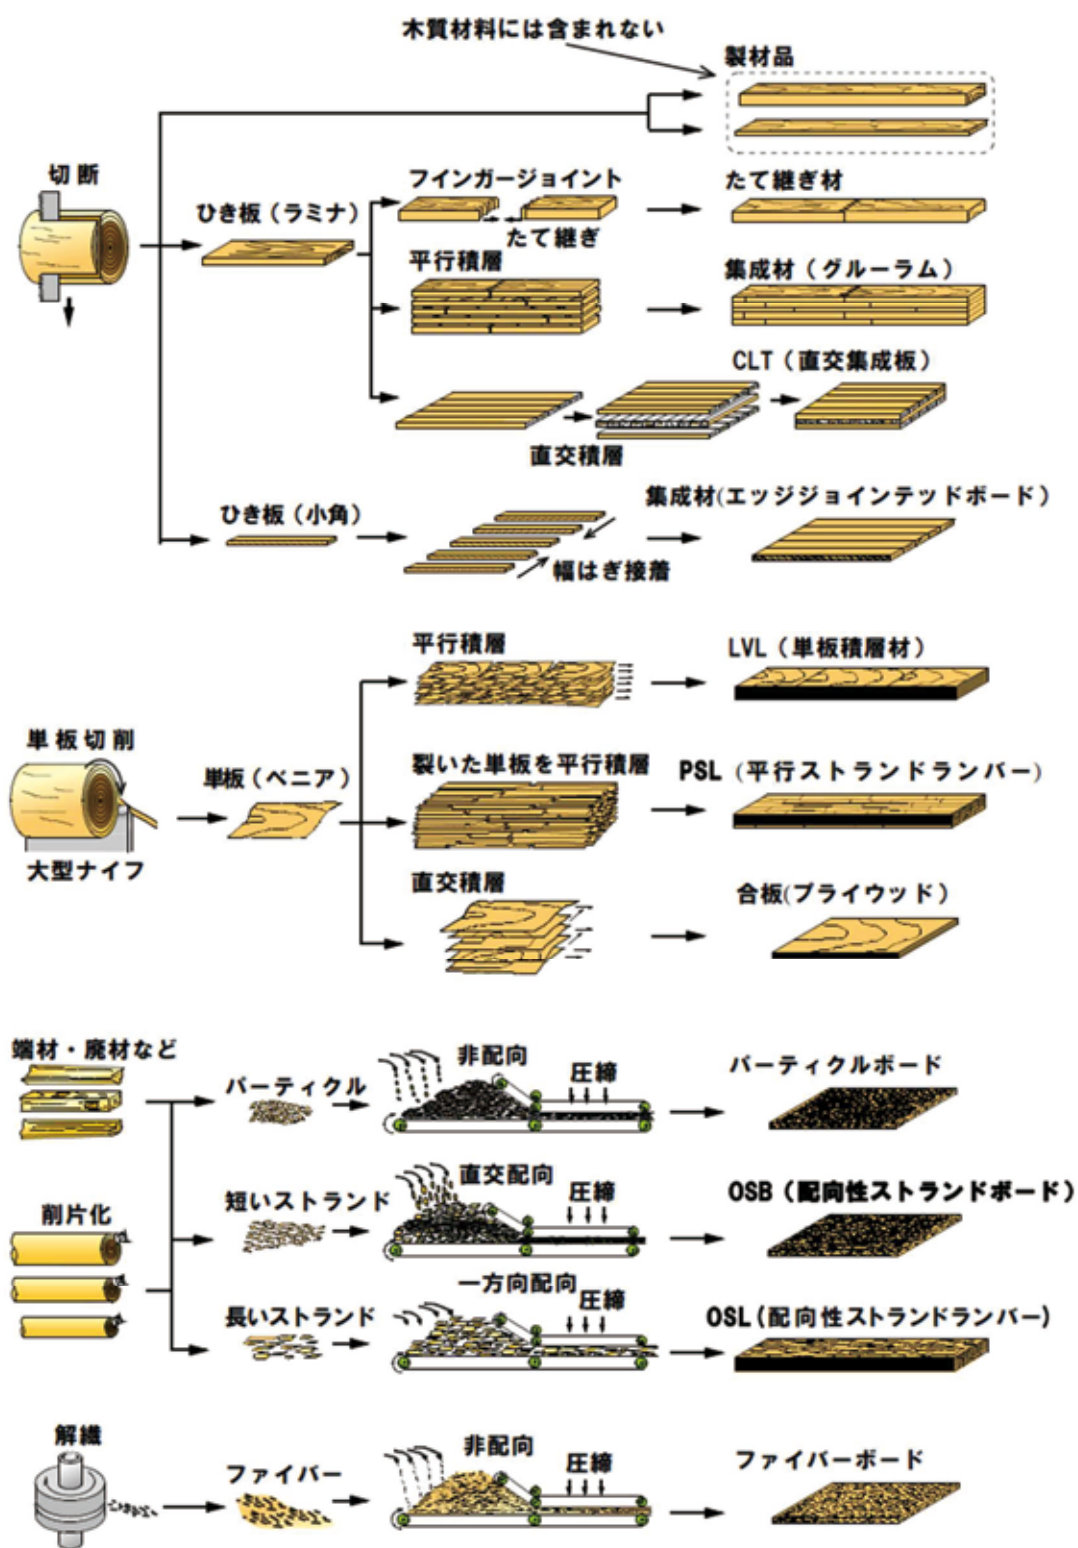 木質材料には含まれない
製材品
切断
フインガージョイント
たて継ぎ材
ひき板（ラミナ）
たて継ぎ
平行積層
集成材（グルーラム）
CLT（直交集成板）
直交積層
集成材(エッジジョインテッドボード)
ひき板（小角）
幅はぎ接着
平行積層
LVL（単板積層材）
単板切削
単板（ベニア）
裂いた単板を平行積層
PSL（平行ストランドランバー）
大型ナイフ
直交積層
合板(プライウッド)
端材・廃材など
非配向
パーティクルボード
圧締
パーティクル
直交配向
短いストランド
圧締
OSB（配向性ストランドボード）
削片化
一方向配向
長いストランド
圧締
OSL(配向性ストランドランバー)
解繊
非配向
ファイバーボード
ファイバー
圧締